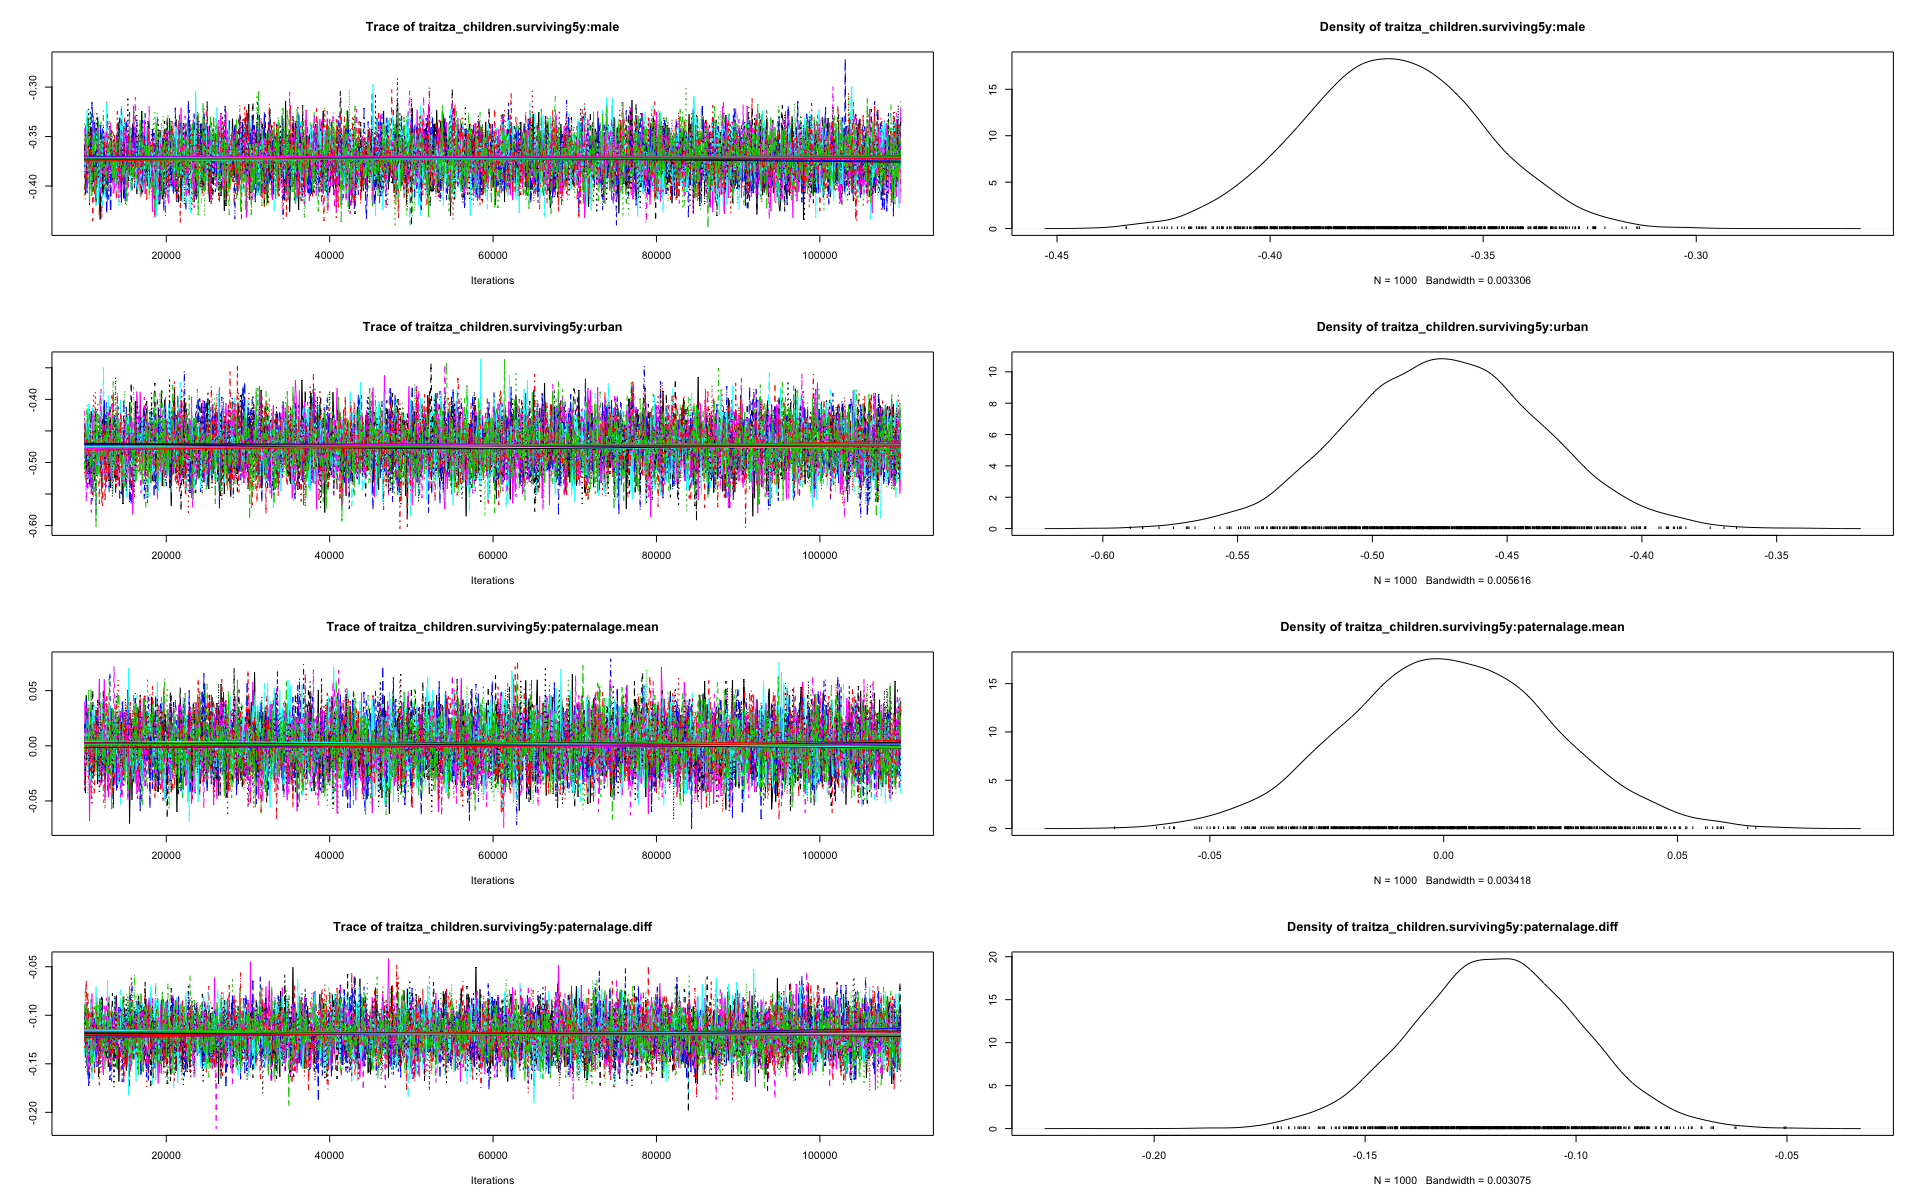 Trace of traitza_children.surviving5y:male
-0.30
-0.35
-0.40
20000 40000 60000 80000 100000
Iterations
Density of traitza_children.surviving5y:male
15
10
5
0
-0.45 -0.40 -0.35 -0.30
N = 1000 Bandwidth = 0.003306
Trace of traitza_children.surviving5y:urban
-0.40
-0.50
-0.60
20000 40000 60000 80000 100000
Iterations
Density of traitza_children.surviving5y:urban
10
8
6
4
2
0
-0.60 -0.55 -0.50 -0.45 -0.40 -0.35
N = 1000 Bandwidth = 0.005616
Trace of traitza_children.surviving5y:paternalage.mean
0.05
0.00
-0.05
20000 40000 60000 80000 100000
Iterations
Density of traitza_children.surviving5y:paternalage.mean
15
10
5
0
-0.05 0.00 0.05
N = 1000 Bandwidth = 0.003418
Trace of traitza_children.surviving5y:paternalage.diff
-0.05
-0.10
-0.15
-0.20
20000 40000 60000 80000 100000
Iterations
Density of traitza_children.surviving5y:paternalage.diff
20
15
10
5
0
-0.20 -0.15 -0.10 -0.05
N = 1000 Bandwidth = 0.003075